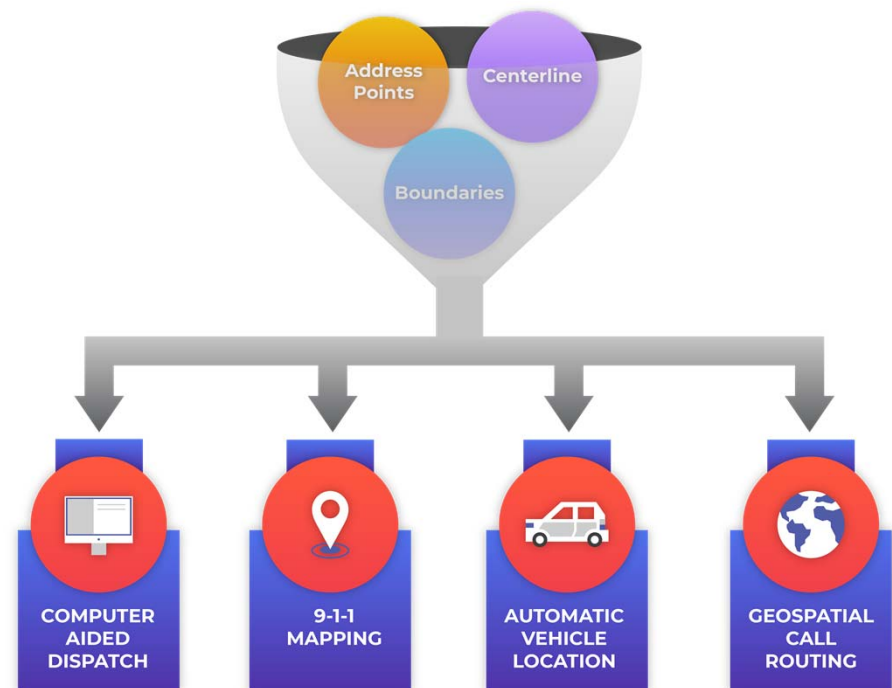 Address
Points
Centerline
Boundaries
COMPUTER
AIDED
DISPATCH
9-1-1
MAPPING
AUTOMATIC
VEHICLE
LOCATION
GEOSPATIAL
CALL
ROUTING